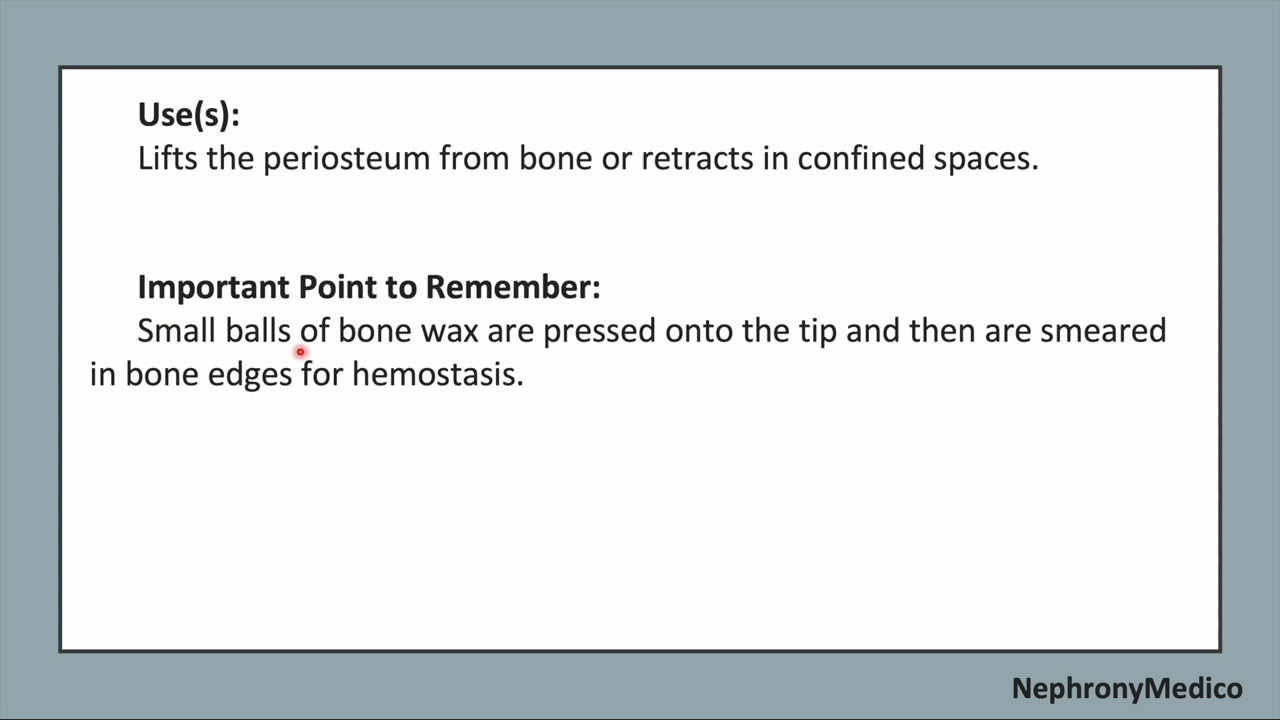 Use(s):
Lifts the periosteum from bone or retracts in confined spaces.
Important Point to Remember:
Small balls of bone wax are pressed onto the tip and then are smeared
in bone edges for hemostasis.
NephronyMedico